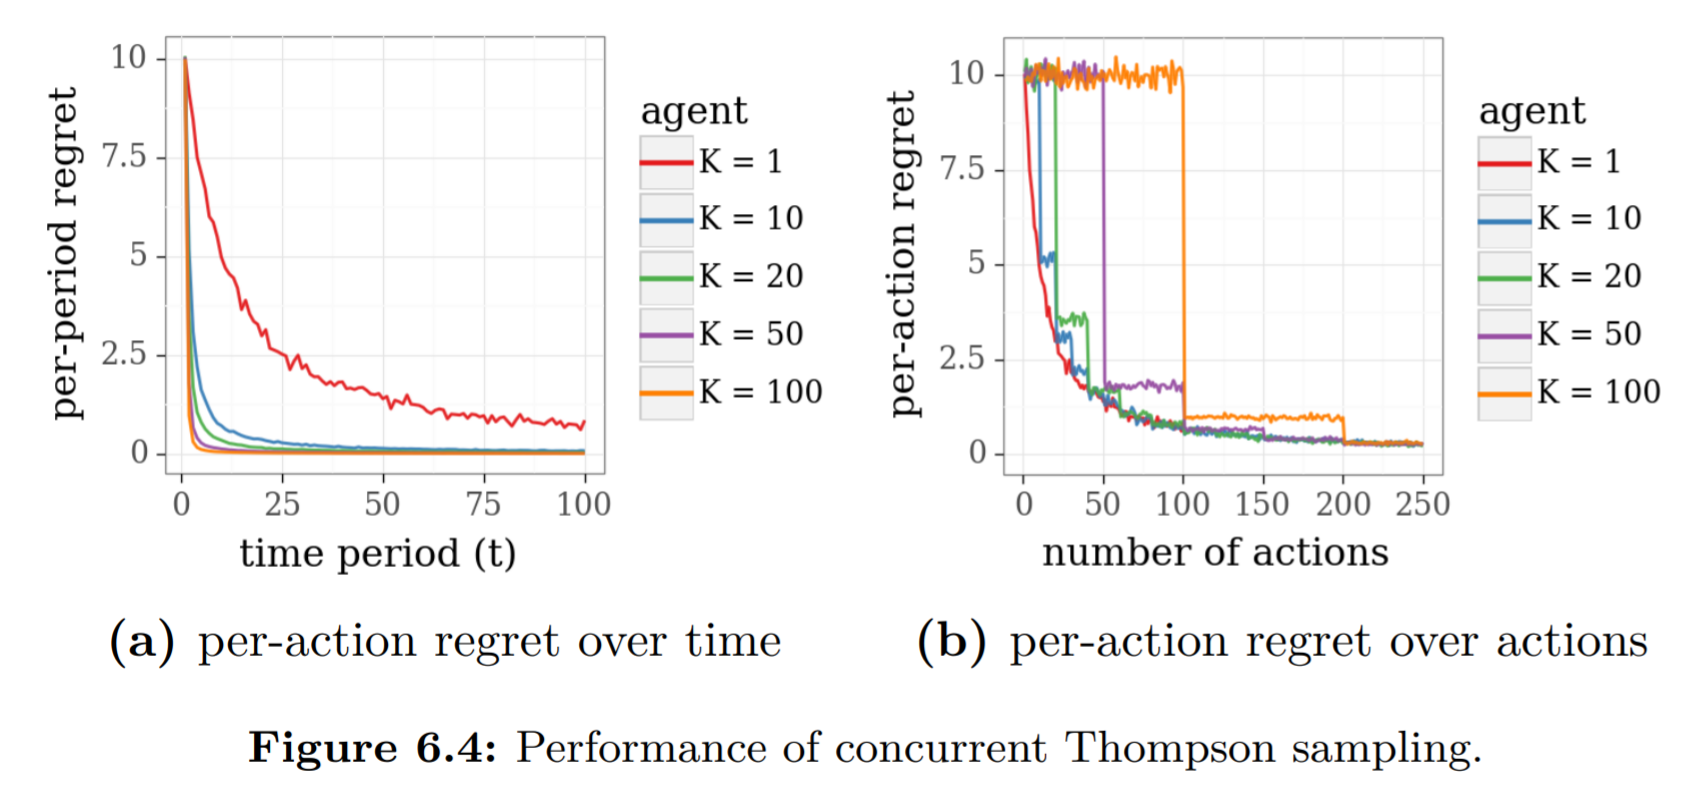 per-period regret
10
7.5
5
2.5
0
0 25 50 75 100
time period (t)
agent
K = 1
K = 10
K = 20
K = 50
K = 100
(a) per-action regret over time
per-action regret
10
7.5
5
2.5
0
0 50 100 150 200 250
number of actions
agent
K = 1
K = 10
K = 20
K = 50
K = 100
(b) per-action regret over actions
Figure 6.4: Performance of concurrent Thompson sampling.